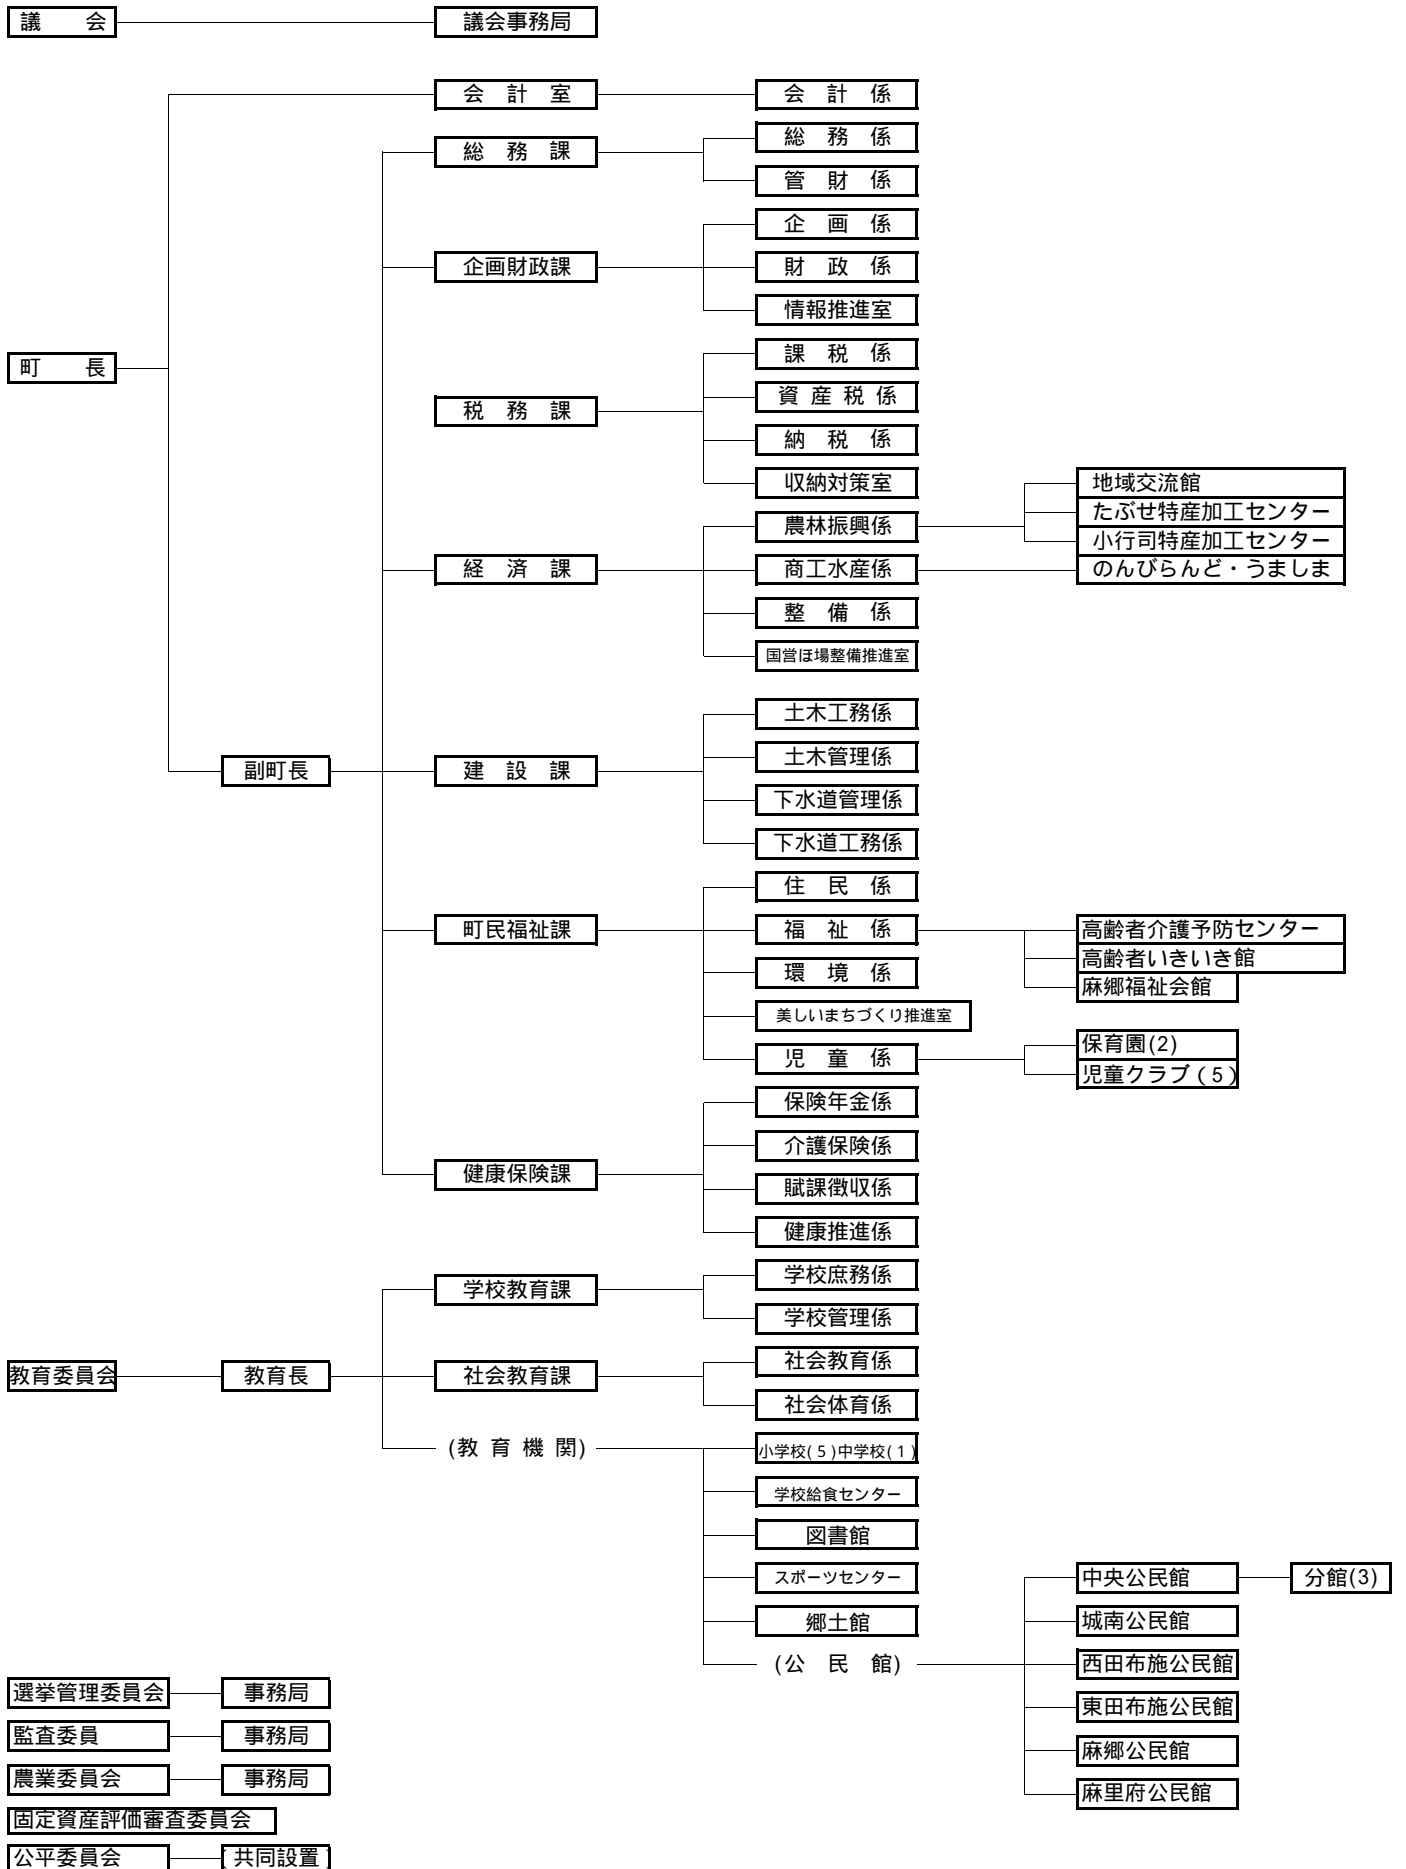 議　会
議会事務局
会　計　室
会　計　係
総　務　課
総　務　係
管　財　係
企　画　係
企画財政課
財　政　係
情報推進室
町　長
課　税　係
資 産 税 係
税　務　課
納　税　係
収納対策室
地域交流館
たぶせ特産加工センター
農林振興係
小行司特産加工センター
経　済　課
商工水産係
のんびらんど・うましま
整　備　係
国営ほ場整備推進室
土木工務係
土木管理係
副町長
建　設　課
下水道管理係
下水道工務係
住　民　係
町民福祉課
福　祉　係
高齢者介護予防センター
高齢者いきいき館
環　境　係
麻郷福祉会館
美しいまちづくり推進室
保育園(2)
児　童　係
児童クラブ(5)
保険年金係
介護保険係
健康保険課
賦課徴収係
健康推進係
学校教育課
学校庶務係
学校管理係
社会教育係
教育委員会
教育長
社会教育課
社会体育係
(教 育 機 関)
小学校(5)中学校(1)
学校給食センター
図書館
スポーツセンター
中央公民館
分館(3)
郷土館
城南公民館
(公　民　館)
西田布施公民館
選挙管理委員会
事務局
東田布施公民館
監査委員
事務局
麻郷公民館
農業委員会
事務局
麻里府公民館
固定資産評価審査委員会
公平委員会
共同設置